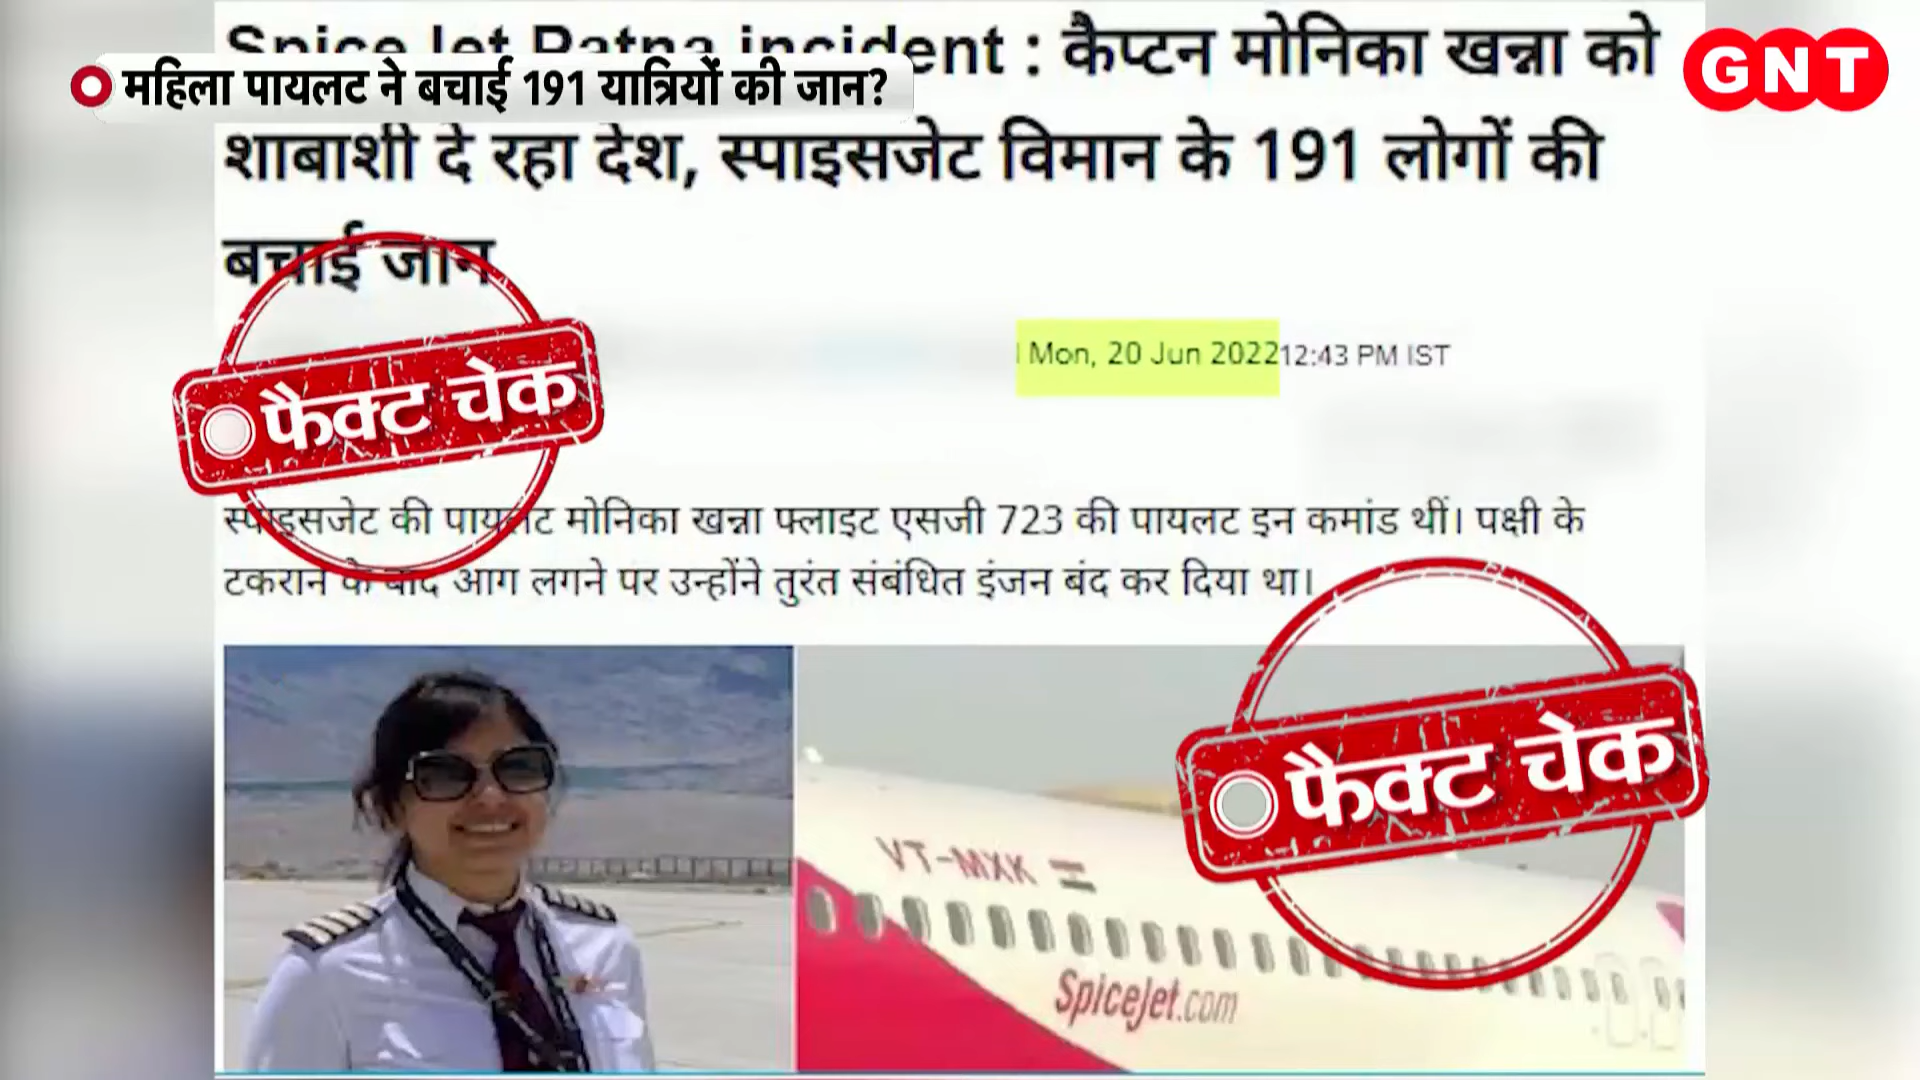 SpiceJet Patna incident : कैप्टन मोनिका खन्ना को
GNT
महिला पायलट ने बचाई 191 यात्रियों की जान?
शाबाशी दे रहा देश, स्पाइसजेट विमान के 191 लोगों की
बचाई जान
Mon, 20 Jun 2022 12:43 PM IST
फैक्ट चेक
स्पाइसजेट की पायलट मोनिका खन्ना फ्लाइट एसजी 723 की पायलट इन कमांड थीं। पक्षी के
टकराने के बाद आग लगने पर उन्होंने तुरंत संबंधित इंजन बंद कर दिया था।
फैक्ट चेक
VT-MXK
SpiceJet.com